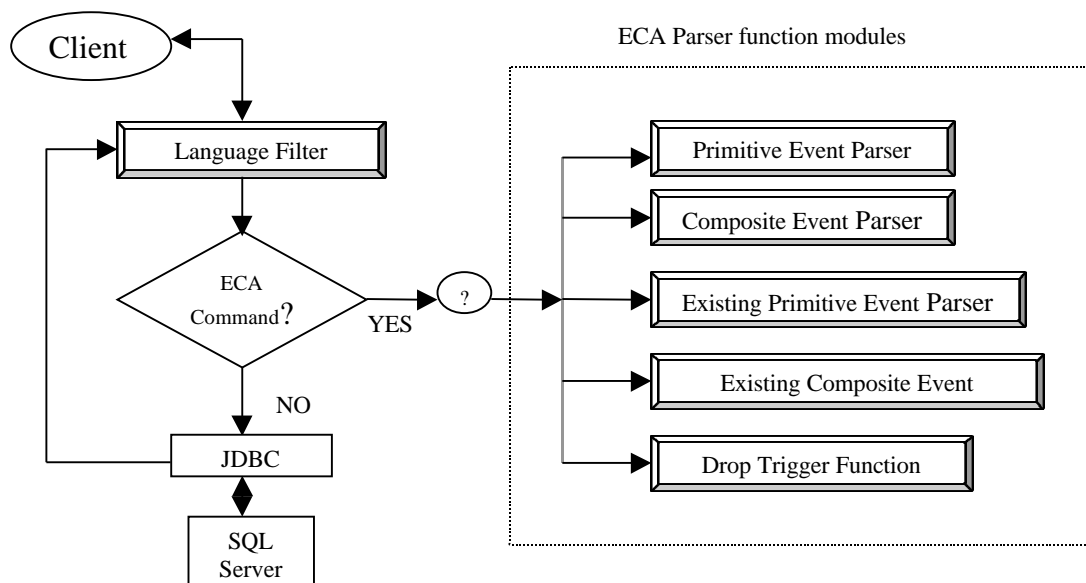 Client
ECA Parser function modules
Language Filter
Primitive Event Parser
Composite Event Parser
ECA
Command?
YES
?
Existing Primitive Event Parser
Existing Composite Event
NO
JDBC
Drop Trigger Function
SQL
Server